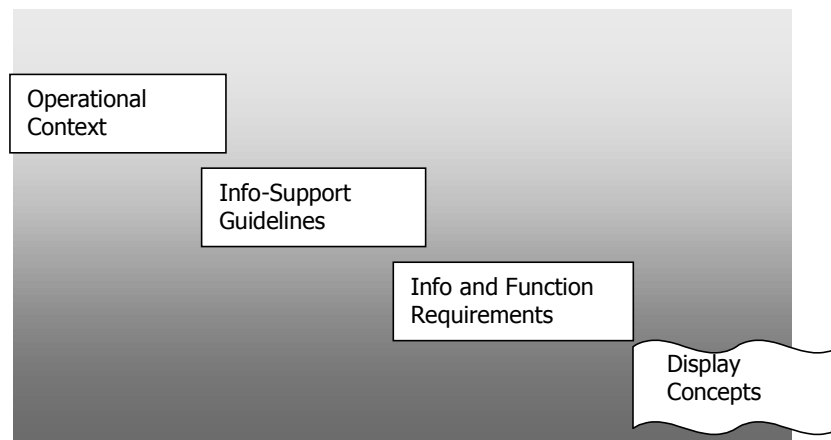 Operational
Context
Info-Support
Guidelines
Info and Function
Requirements
Display
Concepts